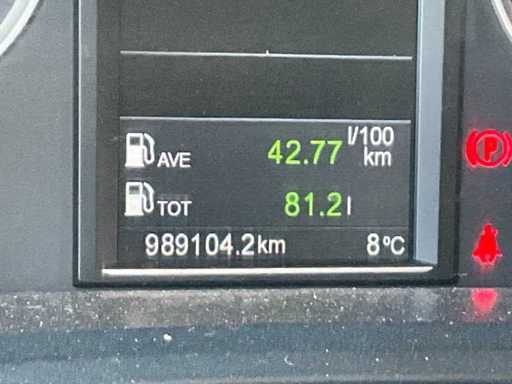 AVE 42.77 l/100 km
TOT 81.2 l
989104.2km 8°C
P